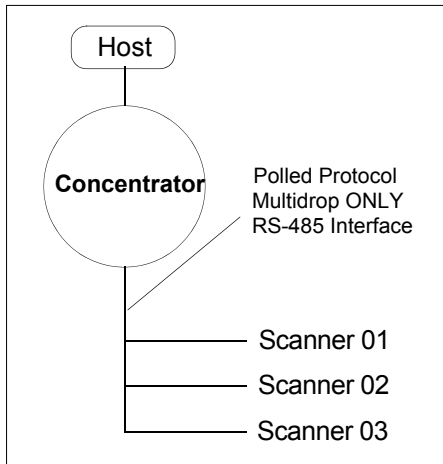 Host
Concentrator
Polled Protocol
Multidrop ONLY
RS-485 Interface
Scanner 01
Scanner 02
Scanner 03